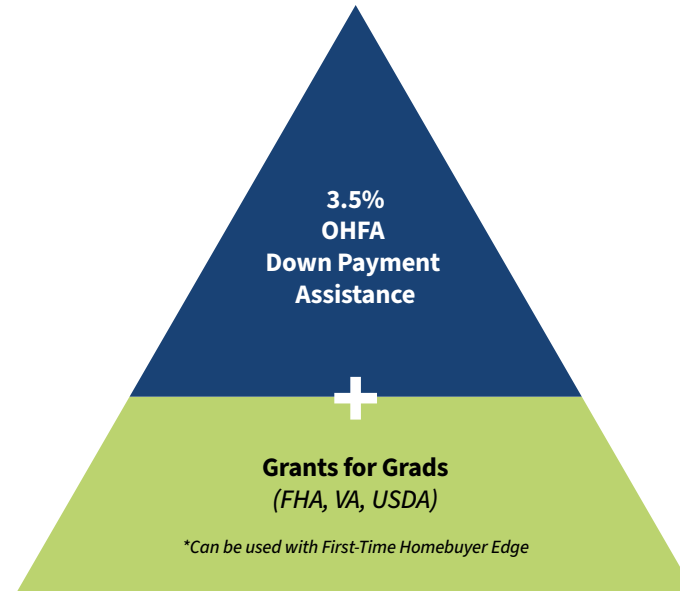 3.5%
OHFA
Down Payment
Assistance
+
Grants for Grads
(FHA, VA, USDA)
*Can be used with First-Time Homebuyer Edge